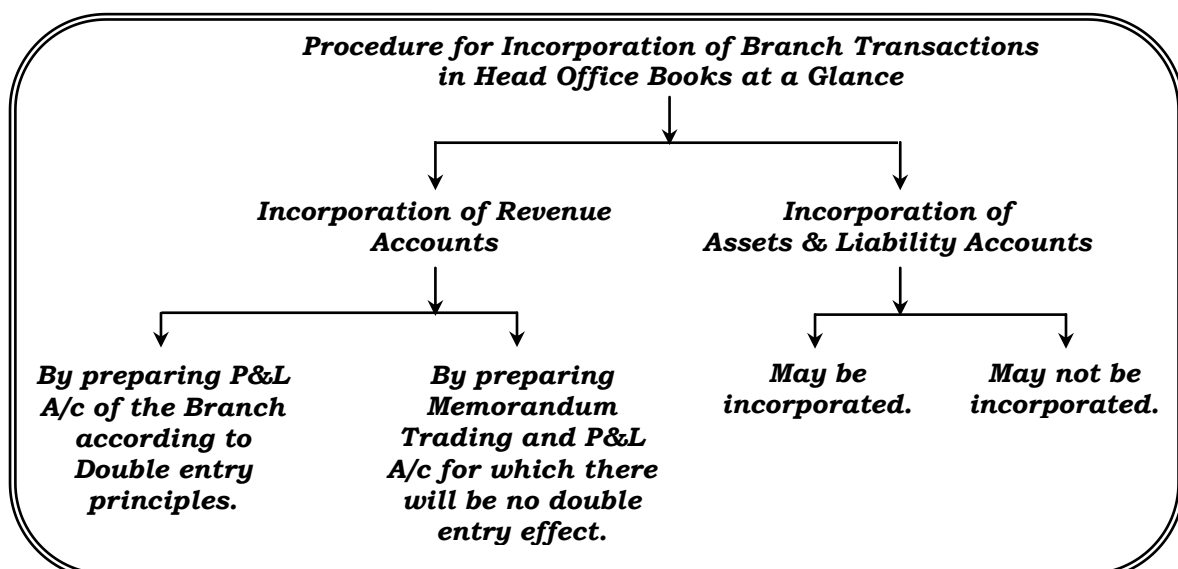 Procedure for Incorporation of Branch Transactions
in Head Office Books at a Glance
Incorporation of Revenue
Accounts
Incorporation of
Assets & Liability Accounts
By preparing P&L
A/c of the Branch
according to
Double entry
principles.
By preparing
Memorandum
Trading and P&L
A/c for which there
will be no double
entry effect.
May be
incorporated.
May not be
incorporated.